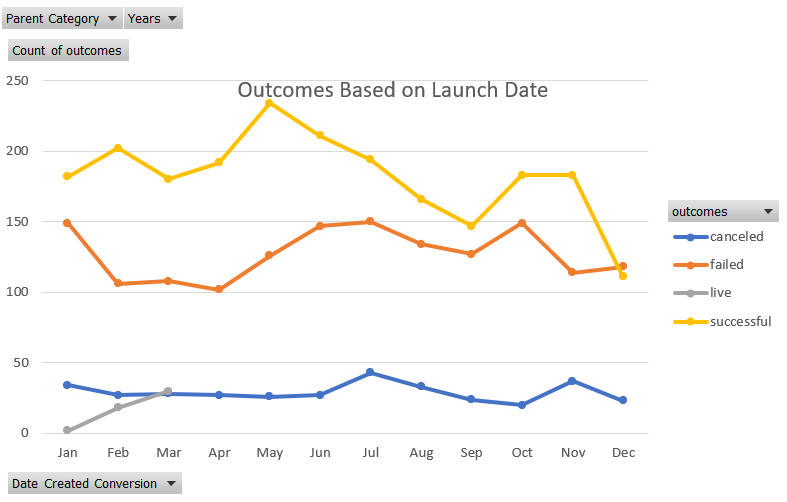 Parent Category Years
Count of outcomes
Outcomes Based on Launch Date
250
200
150
100
50
0
Jan Feb Mar Apr May Jun Jul Aug Sep Oct Nov Dec
outcomes
canceled
failed
live
successful
Date Created Conversion